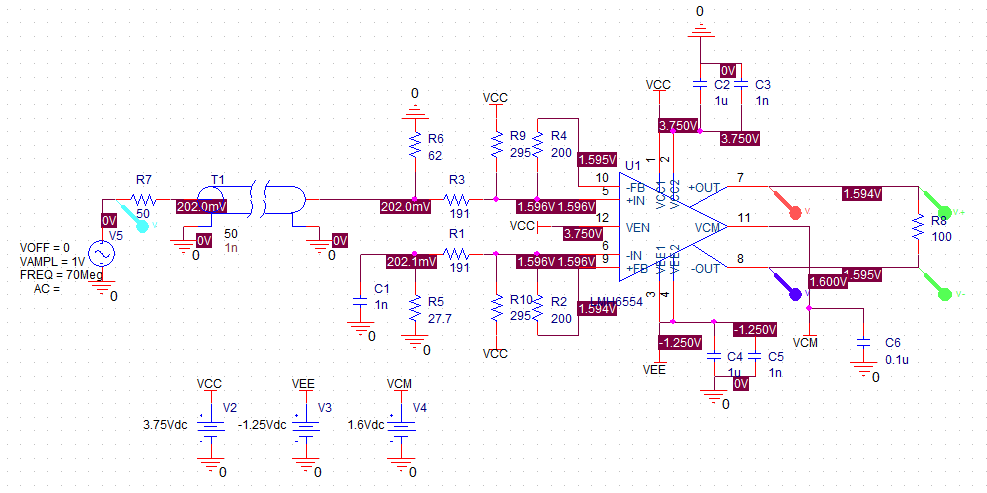 0
VCC
0V
C2
C3
1u
1n
3.750V
3.750V
0
VCC
R6
62
R9
295
R4
200
1.595V
U1
1
2
10
-FB
5
+IN
VCC1
VCC2
+OUT
7
1.594V
R7
50
T1
202.0mV
202.0mV
R3
191
1.596V
1.596V
V
V+
0V
V5
VOFF = 0
VAMPL = 1V
FREQ = 70Meg
AC =
0
0V
0
50
1n
0V
0
VCC
3.750V
12
VEN
VCM
11
R8
100
R1
191
202.1mV
1.596V
1.596V
6
-IN
9
+FB
VEE1
VEE2
-OUT
8
1.595V
1.600V
V-
C1
1n
0
R5
27.7
0
R10
295
R2
200
1.594V
VCC
LMH6554
3
4
-1.250V
-1.250V
VEE
C4
1u
C5
1n
0V
0
VCM
C6
0.1u
0
VCC
V2
3.75Vdc
0
VEE
V3
-1.25Vdc
0
VCM
V4
1.6Vdc
0